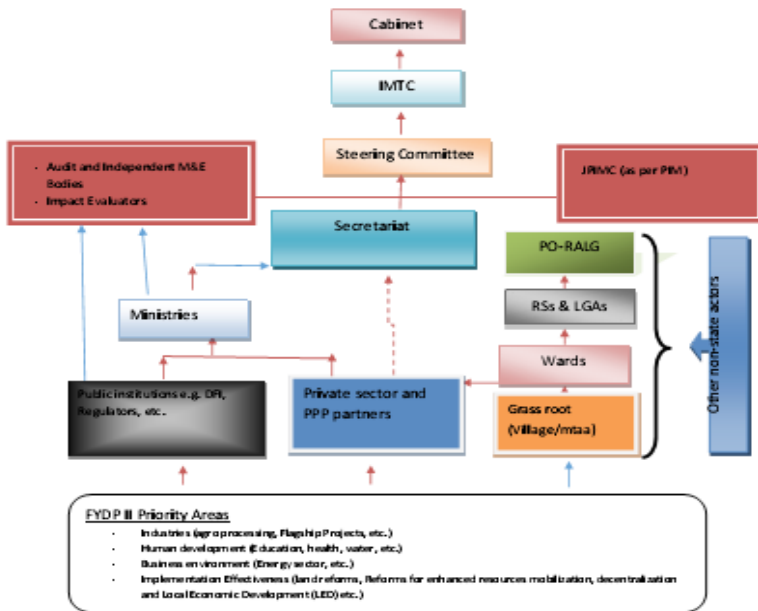 Cabinet
IMTC
Steering Committee
- Audit and Independent M&E
Bodies
- Impact Evaluators
JPIMC (as per PIM)
Secretariat
PO-RALG
Ministries
RSs & LGAs
Other non-state actors
Wards
Public institutions e.g. DFI,
Regulators, etc.
Private sector and
PPP partners
Grass root
(Village/mtaa)
FYDP III Priority Areas
- Industries (agro processing, Flagship Projects, etc.)
- Human development (Education, health, water, etc.)
- Business environment (Energy sector, etc.)
- Implementation Effectiveness (land reforms, Reforms for enhanced resources mobilization, decentralization
and Local Economic Development (LED) etc.)